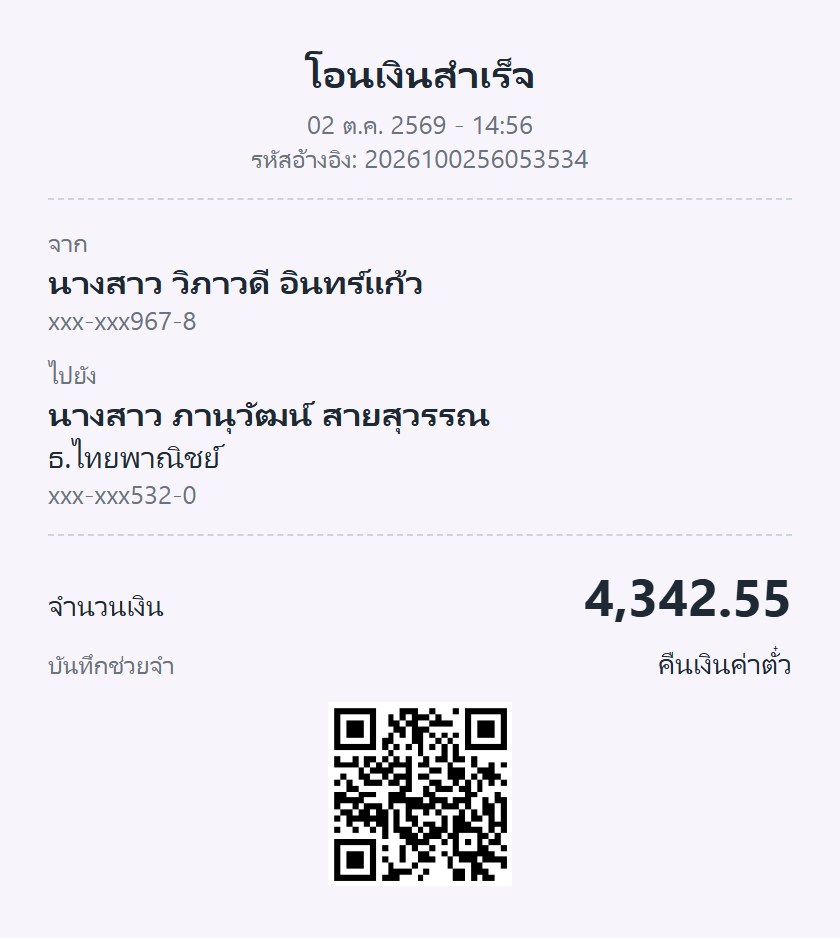 โอนเงินสำเร็จ
02 ต.ค. 2569 - 14:56
รหัสอ้างอิง: 2026100256053534
จาก
นางสาว วิภาวดี อินทร์แก้ว
xxx-xxx967-8
ไปยัง
นางสาว ภานุวัฒน์ สายสุวรรณ
ธ.ไทยพาณิชย์
xxx-xxx532-0
จำนวนเงิน 4,342.55
บันทึกช่วยจำ คืนเงินค่าตั๋ว